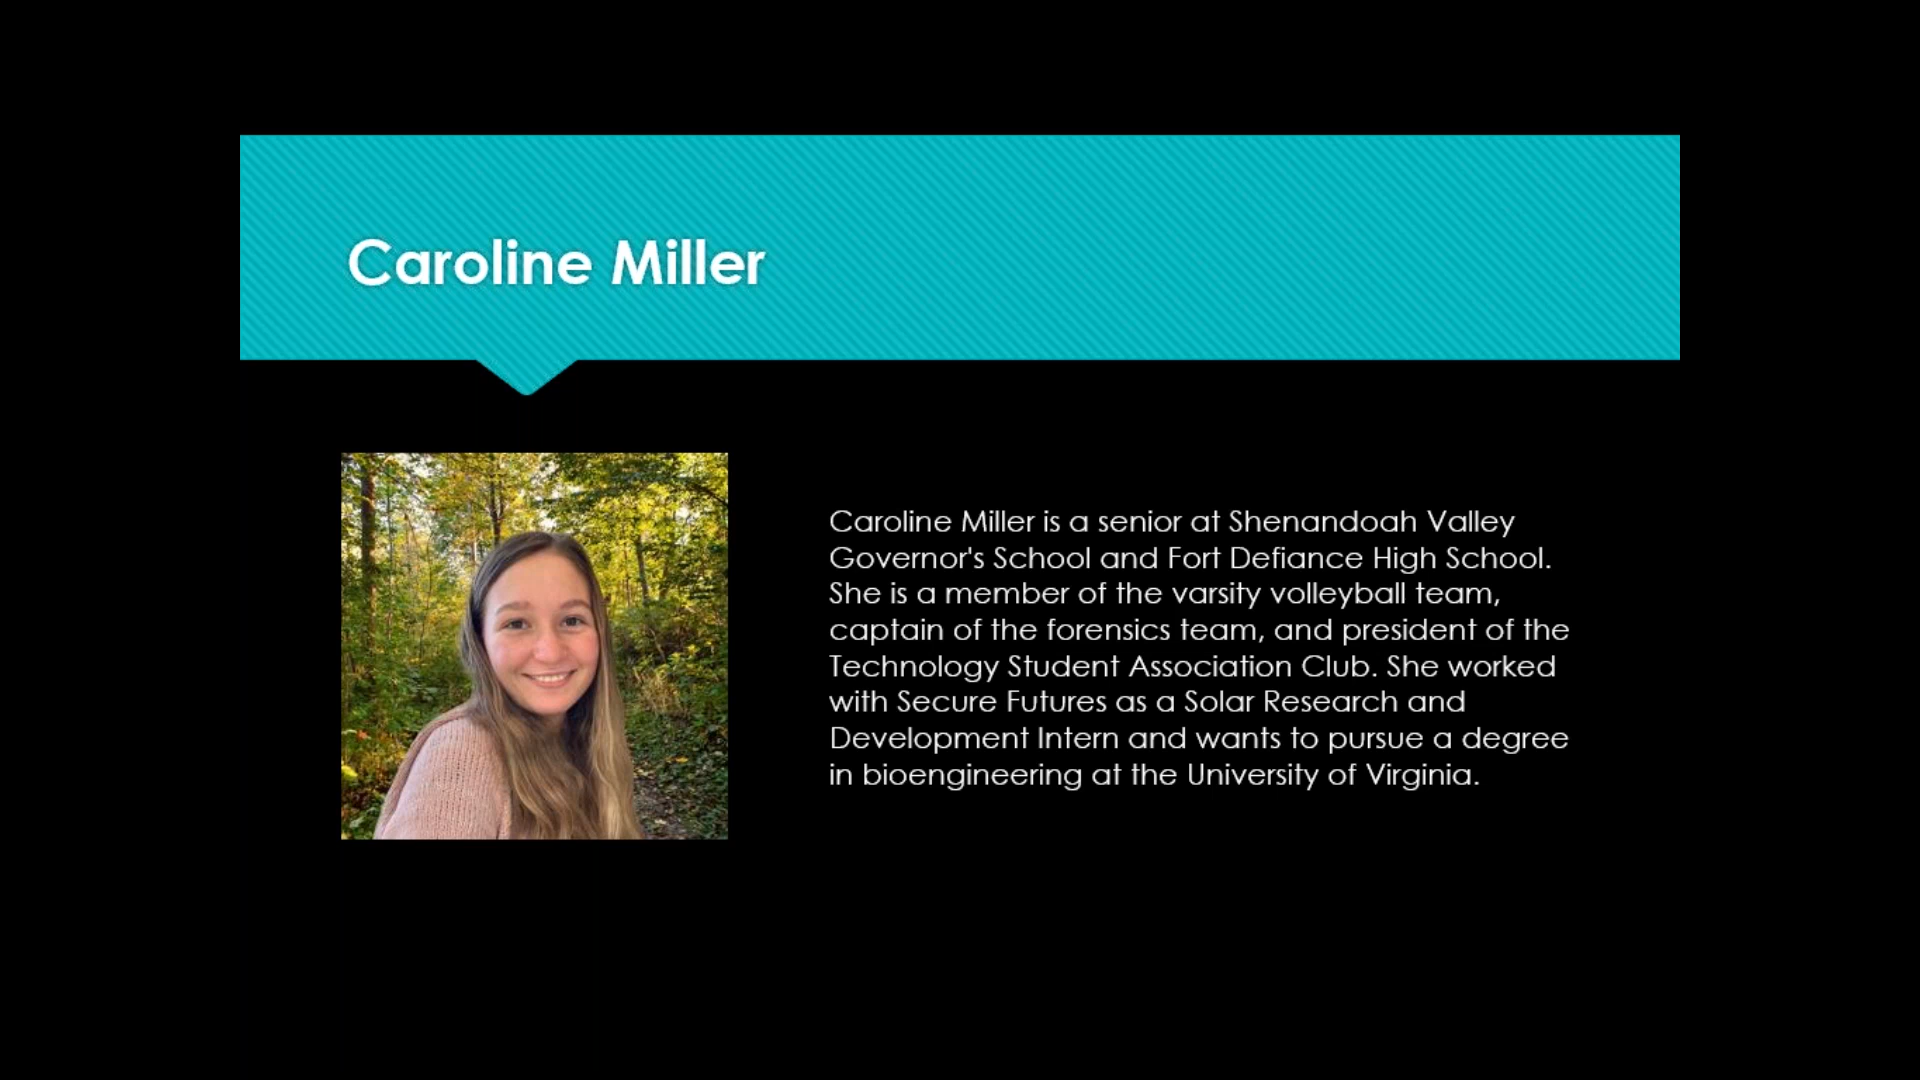 Caroline Miller
Caroline Miller is a senior at Shenandoah Valley
Governor's School and Fort Defiance High School.
She is a member of the varsity volleyball team,
captain of the forensics team, and president of the
Technology Student Association Club. She worked
with Secure Futures as a Solar Research and
Development Intern and wants to pursue a degree
in bioengineering at the University of Virginia.